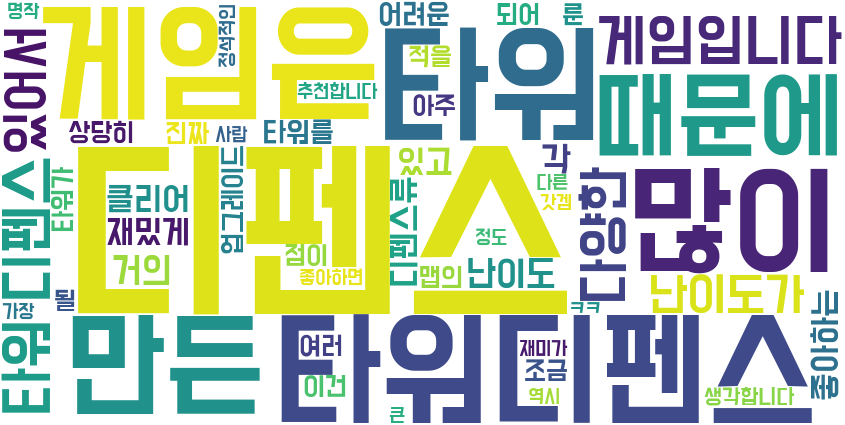 명작
게임은
정석적인
타워
어려운
되어
룬
게임입니다
적을
추천합니다
아주
때문에
있어서
상당히
진짜
사람
타워를
디펜스
타워가
클리어
업그레이드
있고
각
다른
갓겜
다양한
많이
재밌게
거의
점이
좋아하면
디펜스류
정도
맵의
난이도
난이도가
타워디펜스
가장
될
만든
여러
이건
큰
타워디펜스
재미가
조금
역시
ㅋㅋ
생각합니다
좋아하는